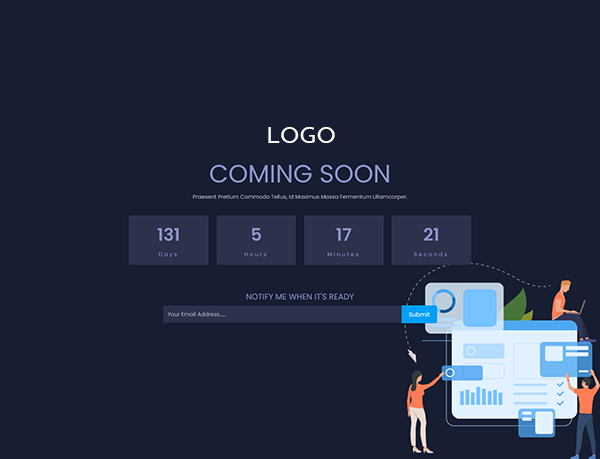 LOGO
COMING SOON
Praesent Pretium Commodo Tellus, id Maximus Massa Fermentum Ullamcorper.
131 5 17 21
Days Hours Minutes Seconds
NOTIFY ME WHEN IT'S READY
Your Email Address..... Submit